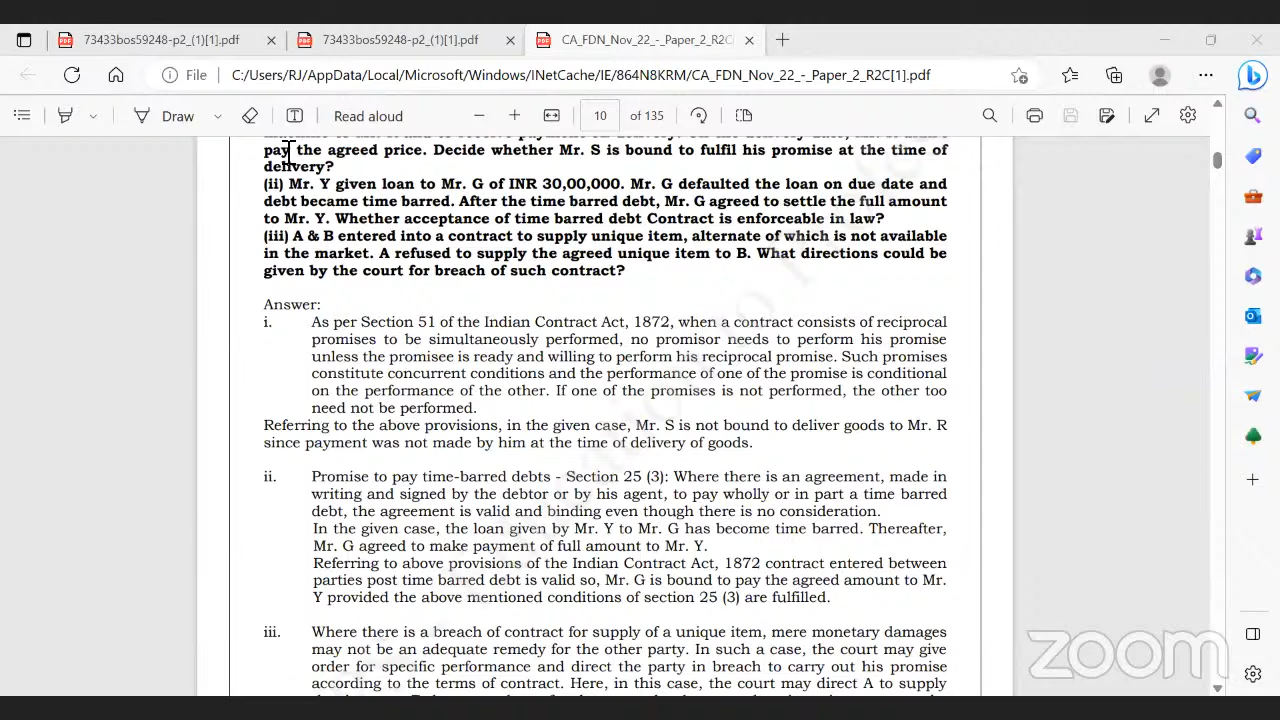 73433bos59248-p2_(1)[1].pdf
73433bos59248-p2_(1)[1].pdf
CA_FDN_Nov_22_-_Paper_2_R2C
File
C:/Users/RJ/AppData/Local/Microsoft/Windows/INetCache/IE/864N8KRM/CA_FDN_Nov_22_-_Paper_2_R2C[1].pdf
Draw
Read aloud
10
of 135
pay the agreed price. Decide whether Mr. S is bound to fulfil his promise at the time of
delivery?
(ii) Mr. Y given loan to Mr. G of INR 30,00,000. Mr. G defaulted the loan on due date and
debt became time barred. After the time barred debt, Mr. G agreed to settle the full amount
to Mr. Y. Whether acceptance of time barred debt Contract is enforceable in law?
(iii) A & B entered into a contract to supply unique item, alternate of which is not available
in the market. A refused to supply the agreed unique item to B. What directions could be
given by the court for breach of such contract?
Answer:
i. As per Section 51 of the Indian Contract Act, 1872, when a contract consists of reciprocal
promises to be simultaneously performed, no promisor needs to perform his promise
unless the promisee is ready and willing to perform his reciprocal promise. Such promises
constitute concurrent conditions and the performance of one of the promise is conditional
on the performance of the other. If one of the promises is not performed, the other too
need not be performed.
Referring to the above provisions, in the given case, Mr. S is not bound to deliver goods to Mr. R
since payment was not made by him at the time of delivery of goods.
ii. Promise to pay time-barred debts - Section 25 (3): Where there is an agreement, made in
writing and signed by the debtor or by his agent, to pay wholly or in part a time barred
debt, the agreement is valid and binding even though there is no consideration.
In the given case, the loan given by Mr. Y to Mr. G has become time barred. Thereafter,
Mr. G agreed to make payment of full amount to Mr. Y.
Referring to above provisions of the Indian Contract Act, 1872 contract entered between
parties post time barred debt is valid so, Mr. G is bound to pay the agreed amount to Mr.
Y provided the above mentioned conditions of section 25 (3) are fulfilled.
iii. Where there is a breach of contract for supply of a unique item, mere monetary damages
may not be an adequate remedy for the other party. In such a case, the court may give
order for specific performance and direct the party in breach to carry out his promise
according to the terms of contract. Here, in this case, the court may direct A to supply
zoom